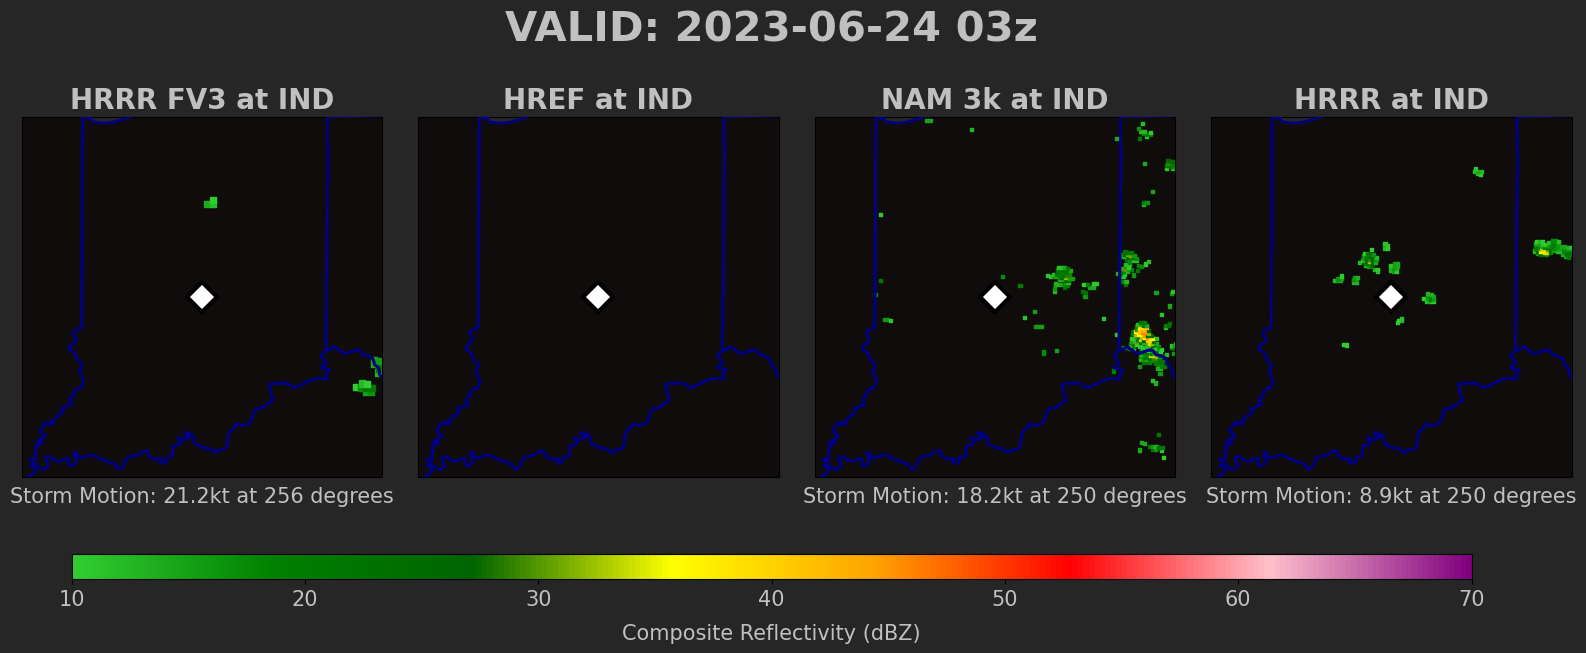 VALID: 2023-06-24 03z
HRRR FV3 at IND
HREF at IND
NAM 3k at IND
HRRR at IND
Storm Motion: 21.2kt at 256 degrees
Storm Motion: 18.2kt at 250 degrees
Storm Motion: 8.9kt at 250 degrees
10 20 30 40 50 60 70
Composite Reflectivity (dBZ)